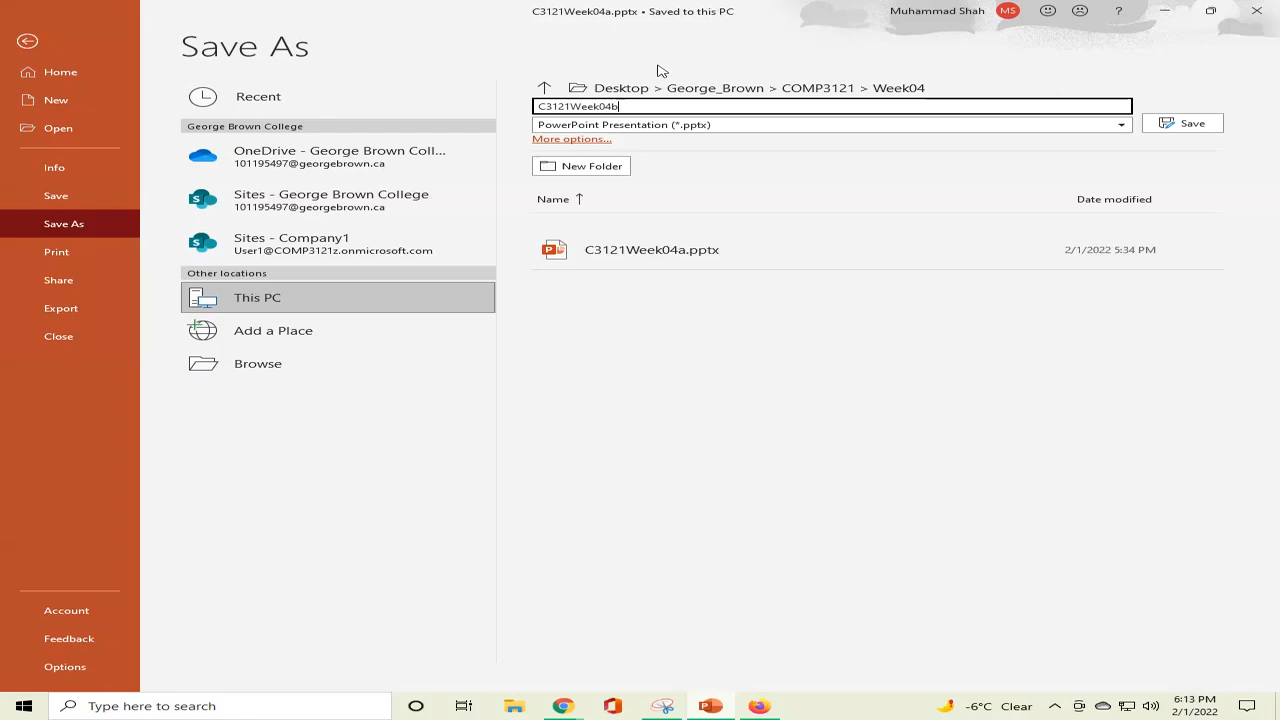 C3121Week04a.pptx • Saved to this PC
Muhammad Shah
MS
?
Save As
Home
New
Open
Info
Save
Save As
Print
Share
Export
Close
Account
Feedback
Options
Recent
George Brown College
OneDrive - George Brown Coll...
101195497@georgebrown.ca
Sites - George Brown College
101195497@georgebrown.ca
Sites - Company1
User1@COMP3121z.onmicrosoft.com
Other locations
This PC
Add a Place
Browse
Desktop > George_Brown > COMP3121 > Week04
C3121Week04b
PowerPoint Presentation (*.pptx)
Save
More options...
New Folder
Name ↑
Date modified
C3121Week04a.pptx
2/1/2022 5:34 PM
Type here to search
-6°C Clear
6:13 PM
2/1/2022